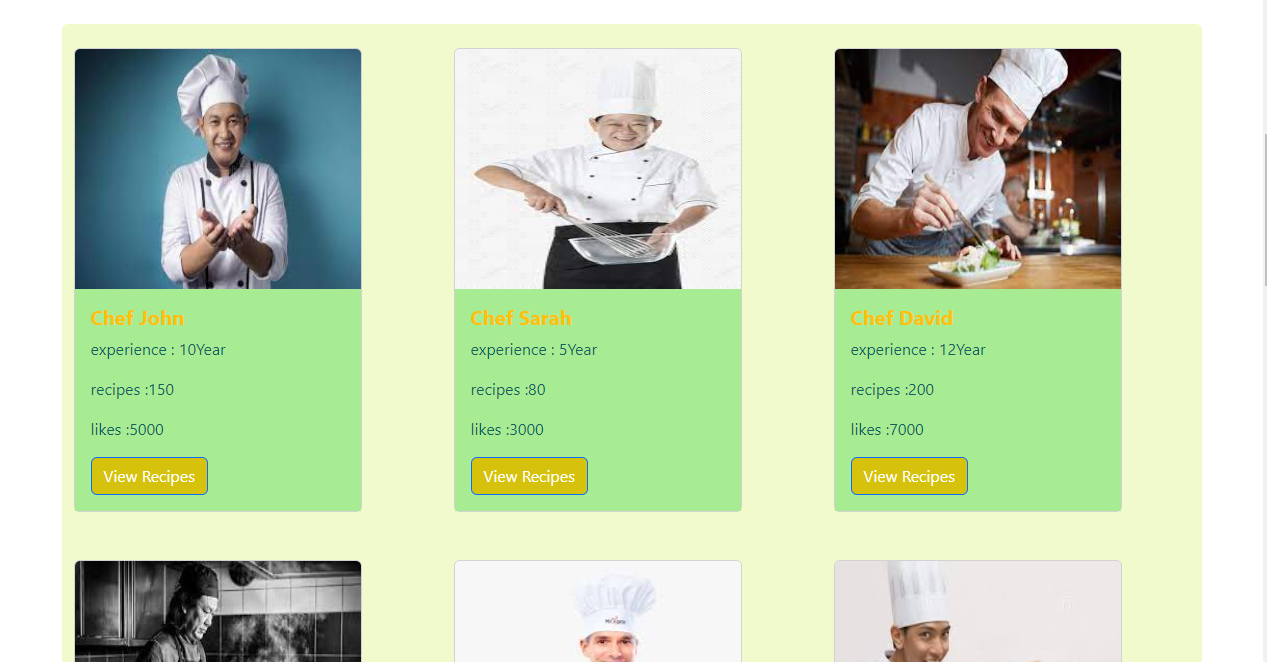 Chef John
experience : 10Year
recipes :150
likes :5000
View Recipes
Chef Sarah
experience : 5Year
recipes :80
likes :3000
View Recipes
Chef David
experience : 12Year
recipes :200
likes :7000
View Recipes